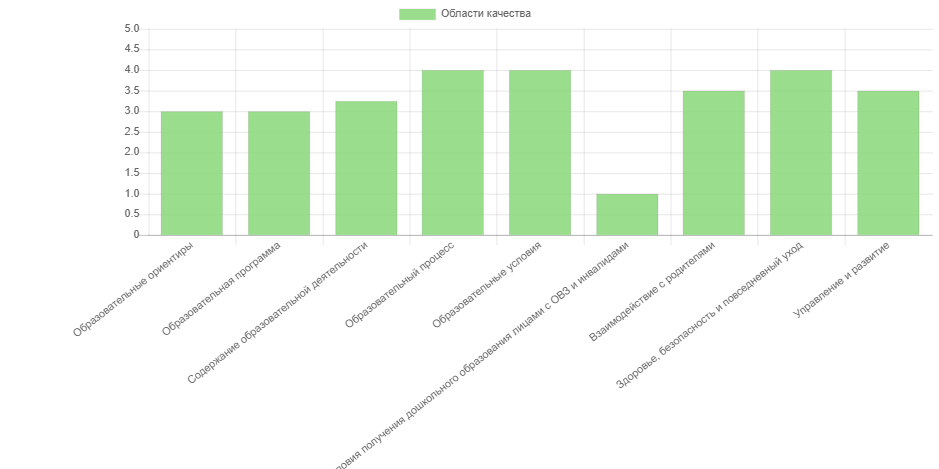 Области качества
5.0
4.5
4.0
3.5
3.0
2.5
2.0
1.5
1.0
0.5
0
Образовательные ориентиры
Образовательная программа
Содержание образовательной деятельности
Образовательный процесс
Образовательные условия
получения дошкольного образования лицами с ОВЗ и инвалидами
Взаимодействие с родителями
Здоровье, безопасность и повседневный уход
Управление и развитие